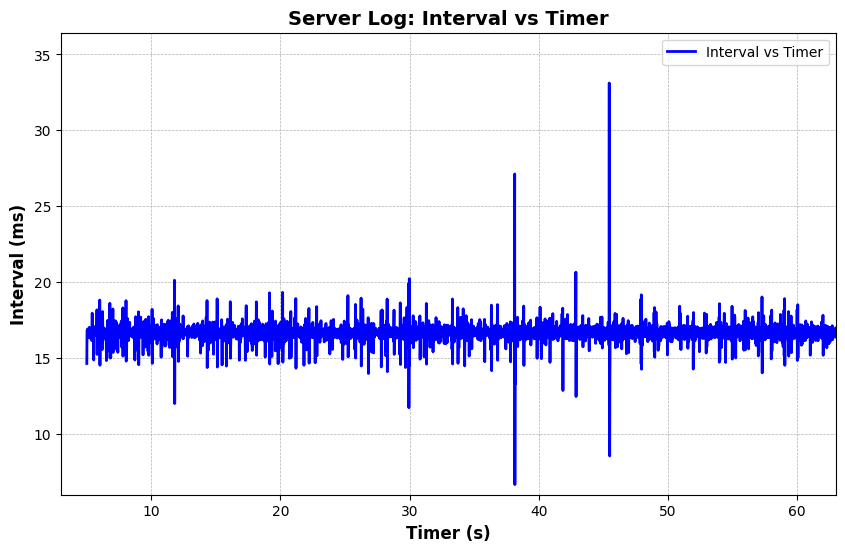 Server Log: Interval vs Timer
Interval vs Timer
35
30
25
20
15
10
Interval (ms)
10 20 30 40 50 60
Timer (s)